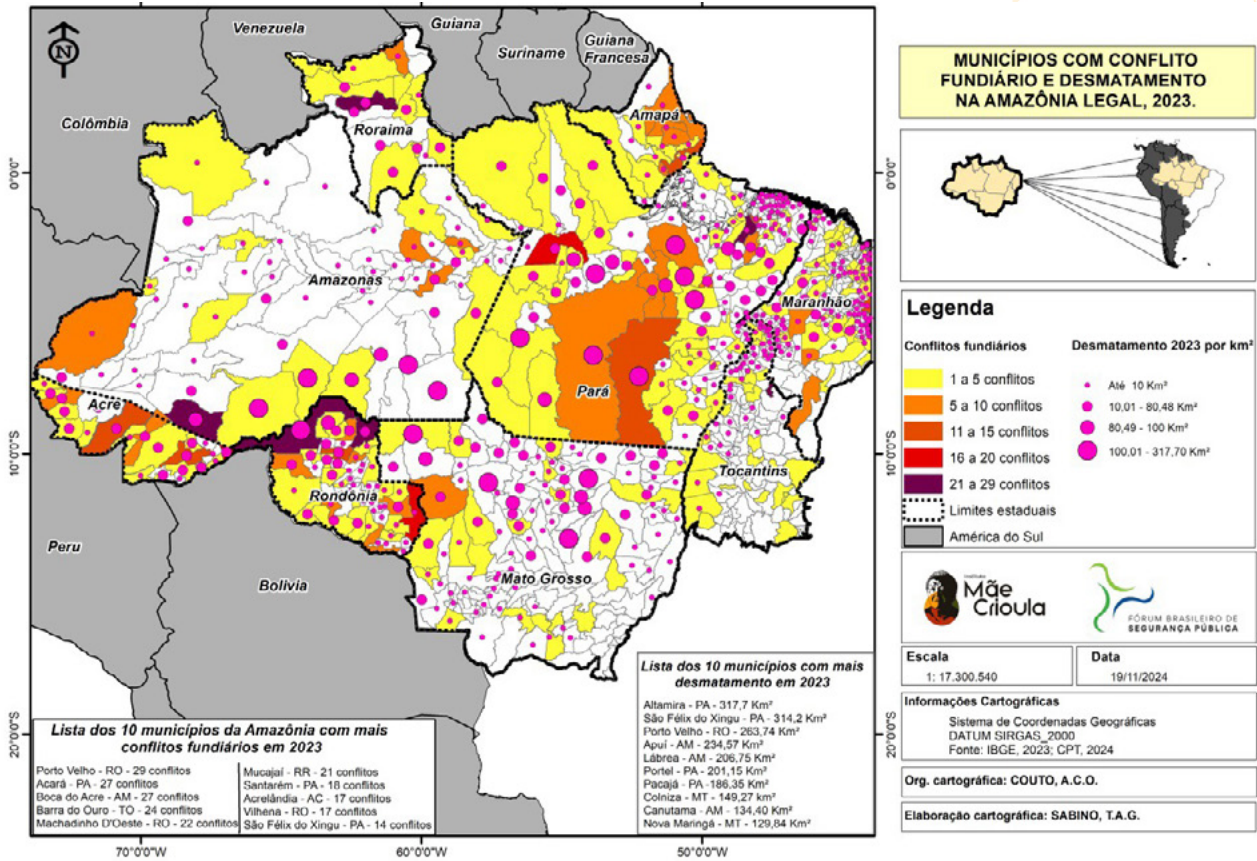 Venezuela
Guiana
Suriname
Guiana
Francesa
Colômbia
Roraima
Amapá
Amazonas
Maranhão
Pará
Acre
Rondônia
Tocantins
Mato Grosso
Peru
Bolívia
N
0°0'0"
10°0'0"S
20°0'0"S
0°0'0"
10°0'0"S
20°0'0"S
70°0'0"W
60°0'0"W
50°0'0"W
Lista dos 10 municípios da Amazônia com mais
conflitos fundiários em 2023
Porto Velho - RO - 29 conflitos
Acará - PA - 27 conflitos
Boca do Acre - AM - 27 conflitos
Barra do Ouro - TO - 24 conflitos
Machadinho D'Oeste - RO - 22 conflitos
Mucajaí - RR - 21 conflitos
Santarém - PA - 18 conflitos
Acrelândia - AC - 17 conflitos
Vilhena - RO - 17 conflitos
São Félix do Xingu - PA - 14 conflitos
Lista dos 10 municípios com mais
desmatamento em 2023
Altamira - PA - 317,7 Km²
São Félix do Xingu - PA - 314,2 Km²
Porto Velho - RO - 263,74 Km²
Apuí - AM - 234,57 Km²
Lábrea - AM - 206,75 Km²
Portel - PA - 201,15 Km²
Pacajá - PA -186,35 Km²
Colniza - MT - 149,27 km²
Canutama - AM - 134,40 Km²
Nova Maringá - MT - 129,84 Km²
MUNICÍPIOS COM CONFLITO
FUNDIÁRIO E DESMATAMENTO
NA AMAZÔNIA LEGAL, 2023.
Legenda
Conflitos fundiários
1 a 5 conflitos
5 a 10 conflitos
11 a 15 conflitos
16 a 20 conflitos
21 a 29 conflitos
Limites estaduais
América do Sul
Desmatamento 2023 por km²
Até 10 Km²
10,01 - 80,48 Km²
80,49 - 100 Km²
100,01 - 317,70 Km²
Instituto
Mãe
Crioula
FÓRUM BRASILEIRO DE
SEGURANÇA PÚBLICA
Escala
1: 17.300.540
Data
19/11/2024
Informações Cartográficas
Sistema de Coordenadas Geográficas
DATUM SIRGAS_2000
Fonte: IBGE, 2023; CPT, 2024
Org. cartográfica: COUTO, A.C.O.
Elaboração cartográfica: SABINO, T.A.G.